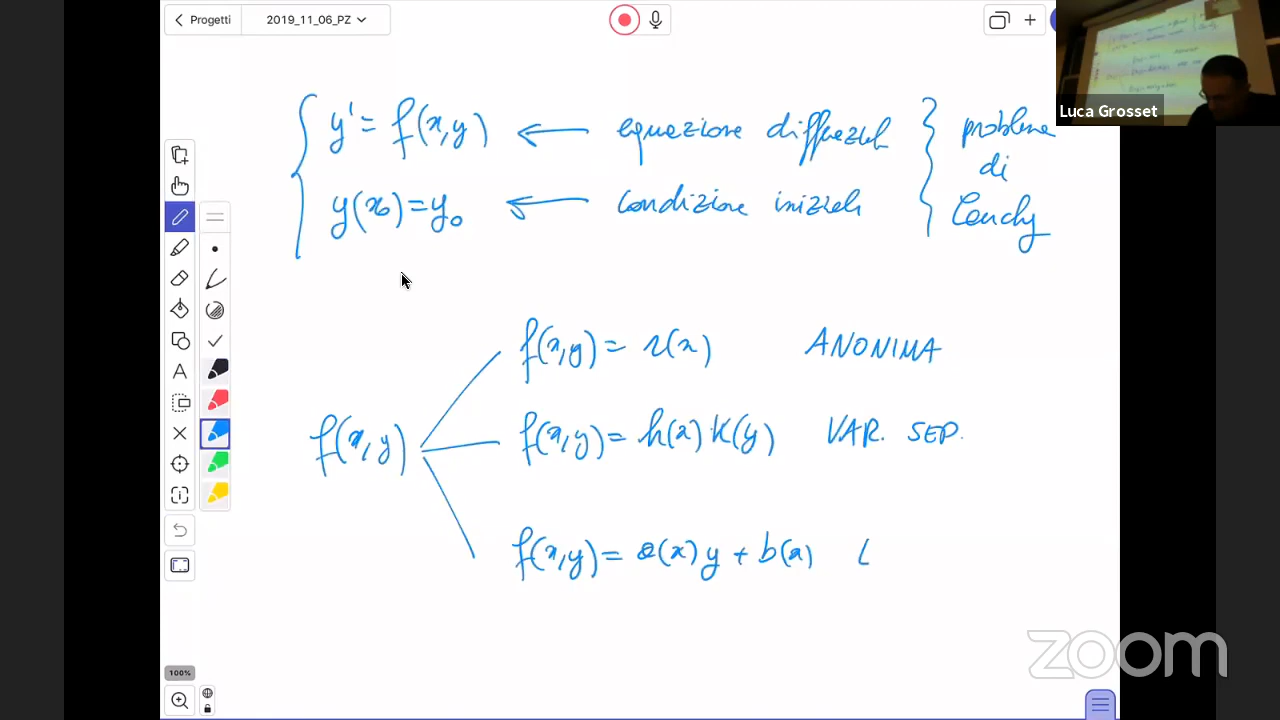 Progetti
2019_11_06_PZ
Luca Grosset
y' = f(x,y) ← equazione differenziale } problema
y(x₀) = y₀ ← condizione iniziale di
Cauchy
f(x,y) = r(x) ANONIMA
f(x,y) f(x,y) = h(x) k(y) VAR. SEP.
f(x,y) = a(x) y + b(x) (
100%
A
zoom